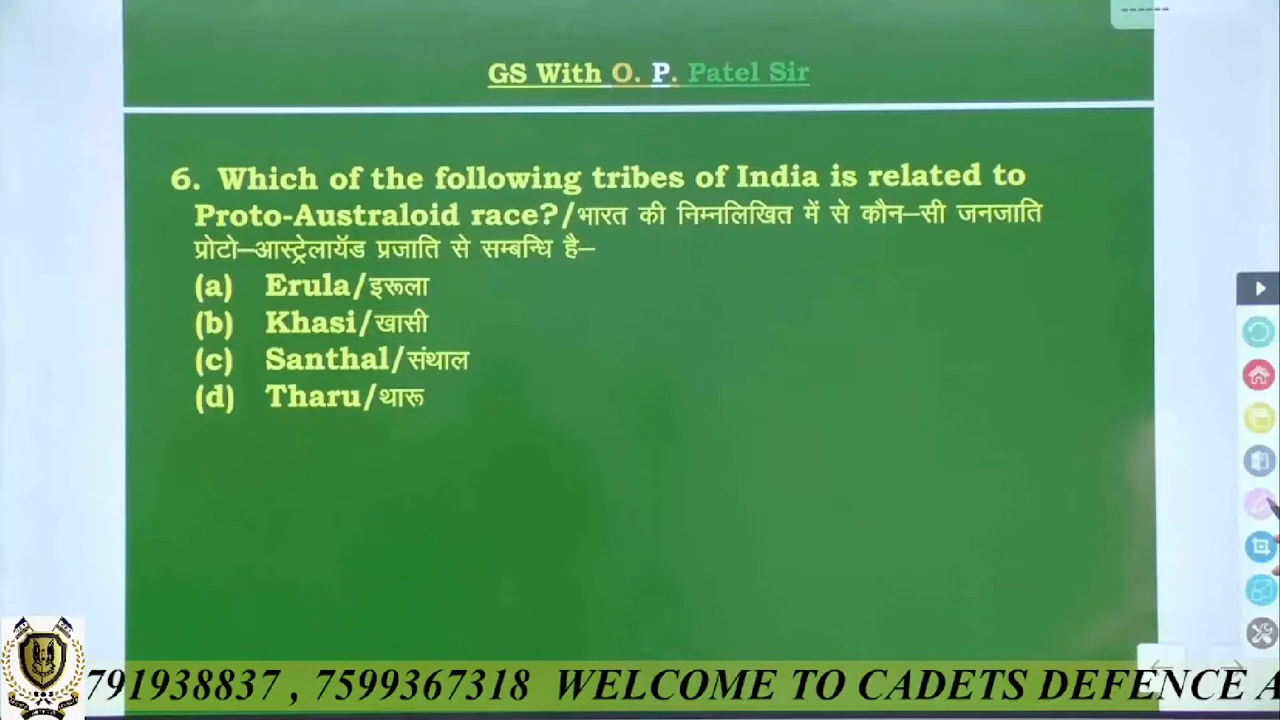 GS With O. P. Patel Sir
6. Which of the following tribes of India is related to
Proto-Australoid race?/भारत की निम्नलिखित में से कौन–सी जनजाति
प्रोटो–आस्ट्रेलायॅड प्रजाति से सम्बन्धि है–
(a) Erula/इरूला
(b) Khasi/खासी
(c) Santhal/संथाल
(d) Tharu/थारू
791938837 , 7599367318 WELCOME TO CADETS DEFENCE A